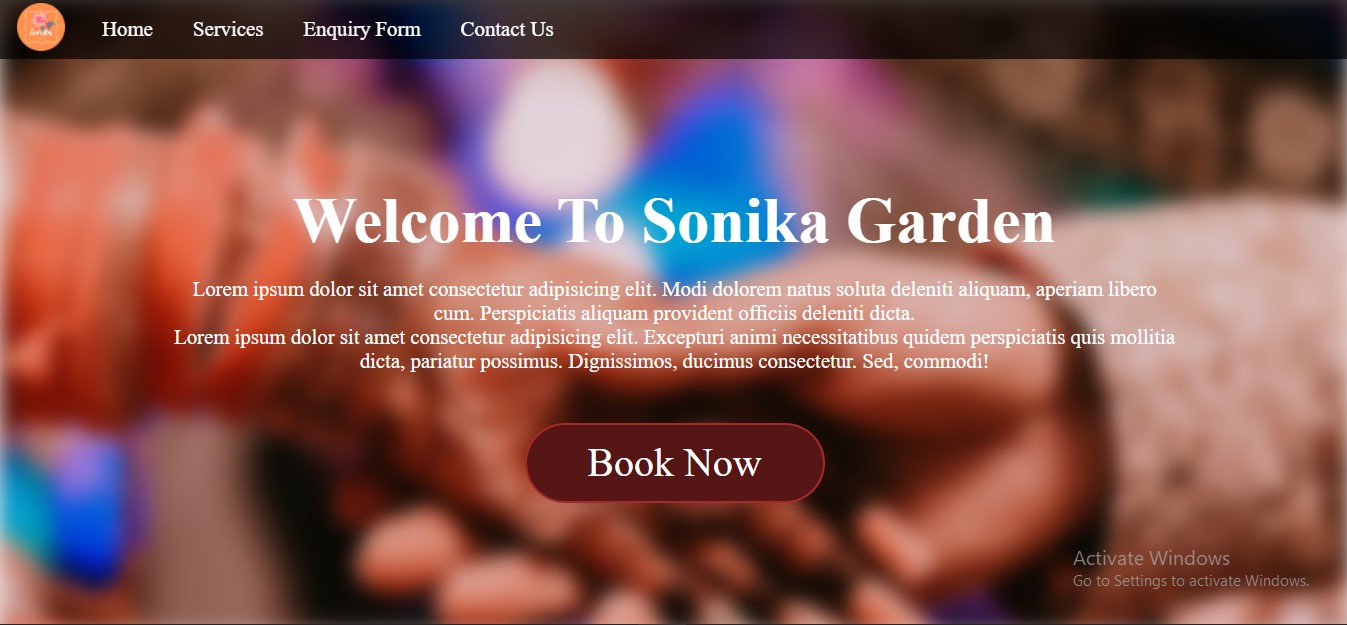 Sonika
Home
Services
Enquiry Form
Contact Us
Welcome To Sonika Garden
Lorem ipsum dolor sit amet consectetur adipisicing elit. Modi dolorem natus soluta deleniti aliquam, aperiam libero
cum. Perspiciatis aliquam provident officiis deleniti dicta.
Lorem ipsum dolor sit amet consectetur adipisicing elit. Excepturi animi necessitatibus quidem perspiciatis quis mollitia
dicta, pariatur possimus. Dignissimos, ducimus consectetur. Sed, commodi!
Book Now
Activate Windows
Go to Settings to activate Windows.